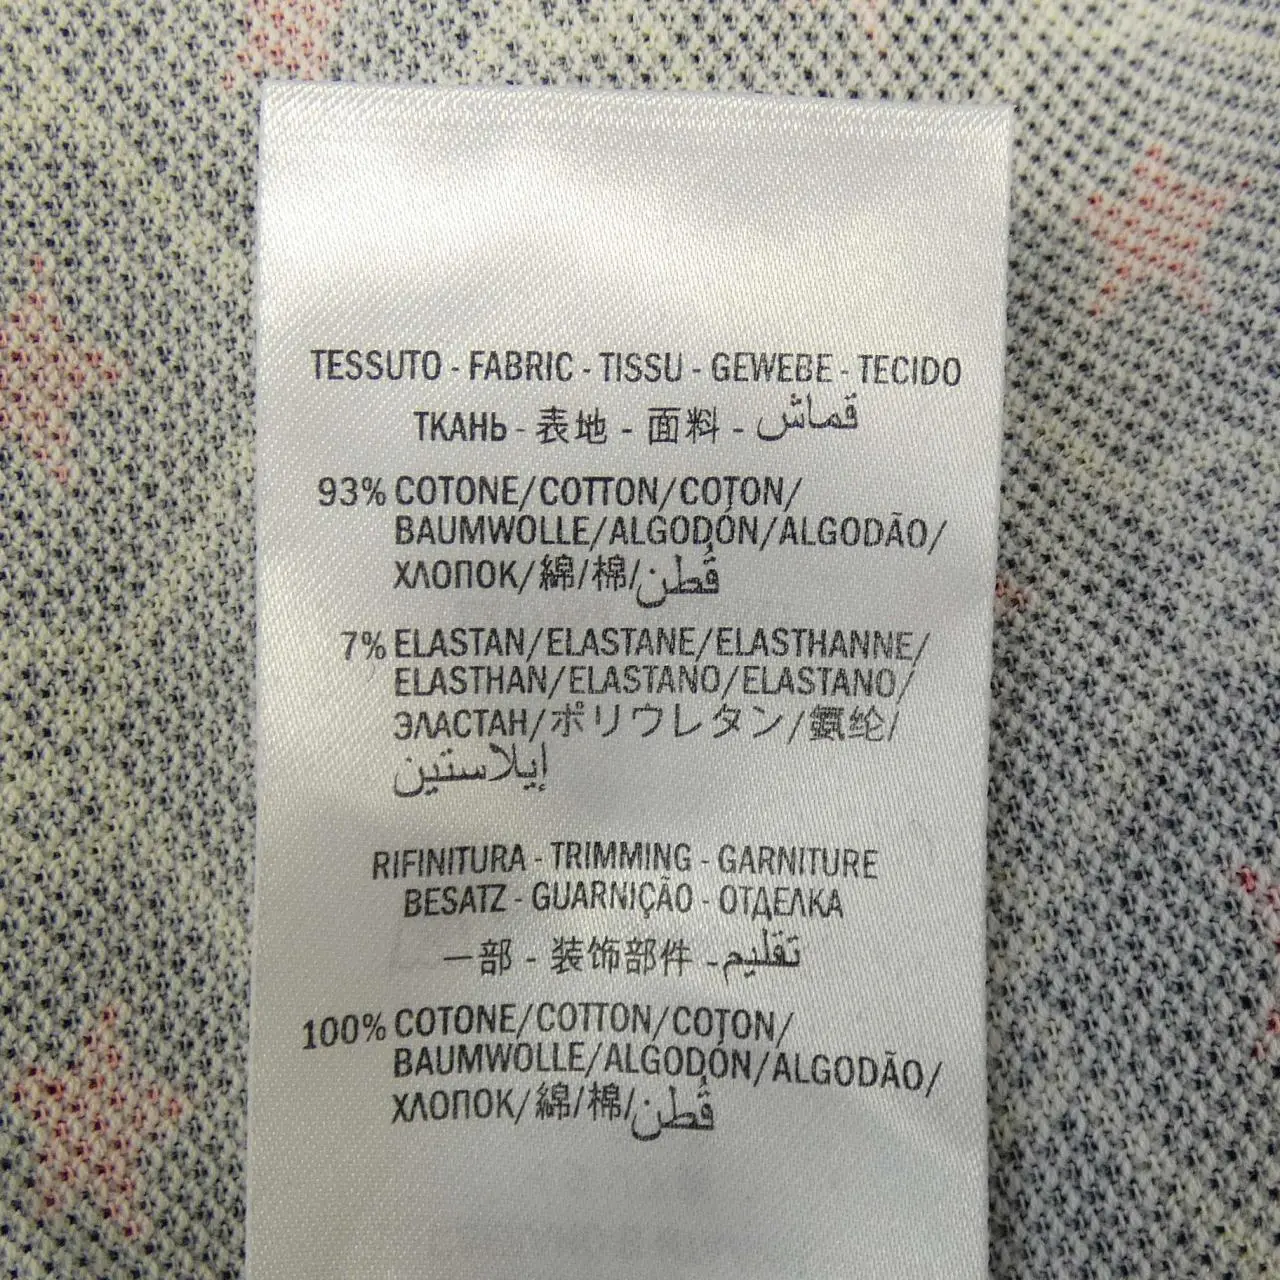 TESSUTO - FABRIC - TISSU - GEWEBE - TECIDO
ТКАНЬ - 表地 - 面料 - قماش
93% COTONE/COTTON/COTON/
BAUMWOLLE/ALGODÓN/ALGODÃO/
ХЛОПОК/綿/棉/قُطن
7% ELASTAN/ELASTANE/ELASTHANNE/
ELASTHAN/ELASTANO/ELASTANO/
ЭЛАСТАН/ポリウレタン/氨纶/
إيلاستين
RIFINITURA - TRIMMING - GARNITURE
BESATZ - GUARNIÇÃO - ОТДЕЛКА
一部 - 装饰部件 - تقليم
100% COTONE/COTTON/COTON/
BAUMWOLLE/ALGODÓN/ALGODÃO/
ХЛОПОК/綿/棉/قُطن